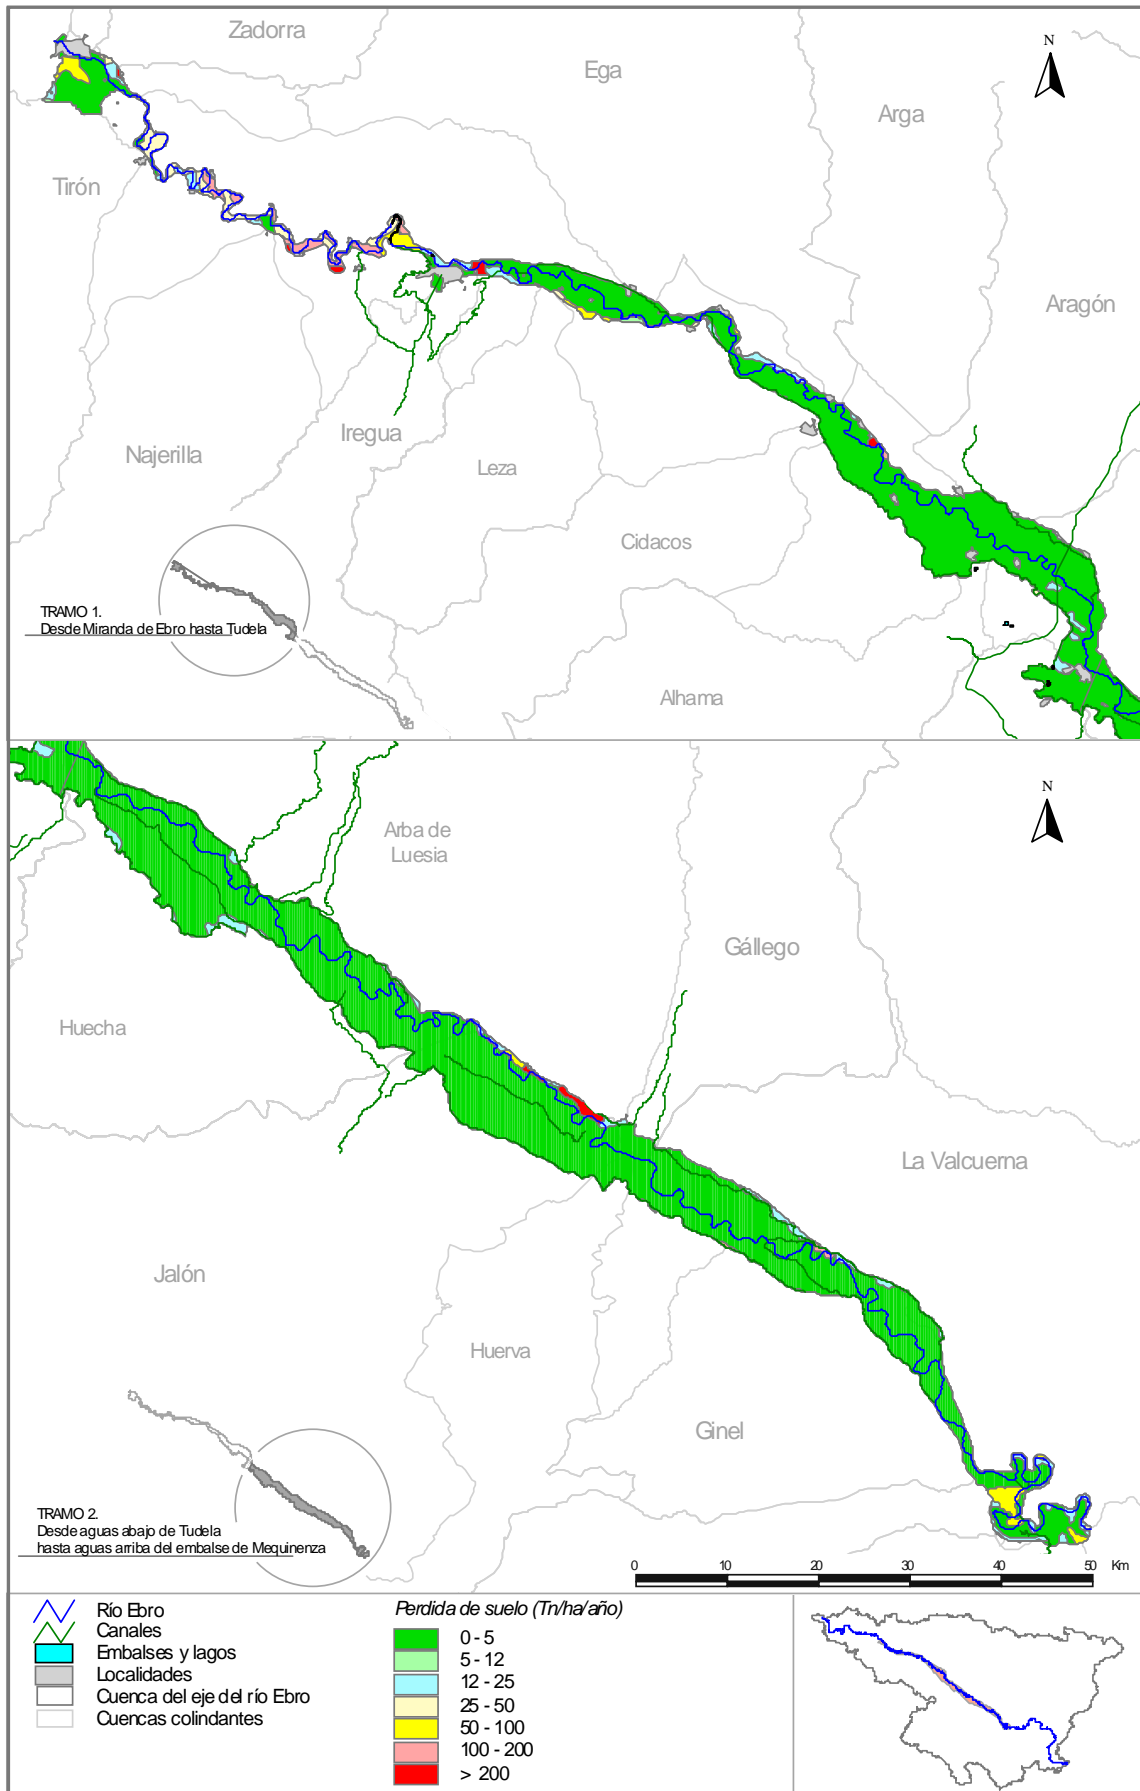 Zadorra
Ega
N
Arga
Tirón
Aragón
Najerilla
Iregua
Leza
Cidacos
Alhama
TRAMO 1.
Desde Miranda de Ebro hasta Tudela
N
Arba de
Luesia
Gállego
Huecha
La Valcuerna
Jalón
Huerva
Ginel
TRAMO 2.
Desde aguas abajo de Tudela
hasta aguas arriba del embalse de Mequinenza
0 10 20 30 40 50 Km
Río Ebro
Canales
Embalses y lagos
Localidades
Cuenca del eje del río Ebro
Cuencas colindantes
Perdida de suelo (Tn/ha/año)
0 - 5
5 - 12
12 - 25
25 - 50
50 - 100
100 - 200
> 200